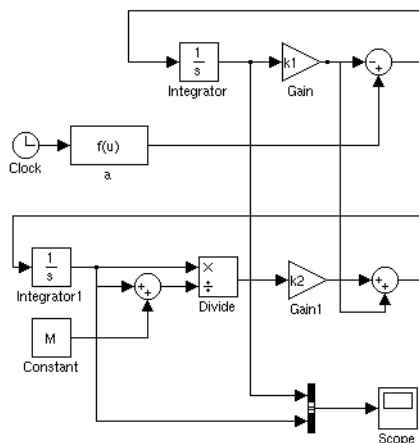 1
s
Integrator
k1
Gain
- +
Clock
f(u)
a
1
s
Integrator1
+ +
×
÷
Divide
k2
Gain1
+ +
M
Constant
Scope